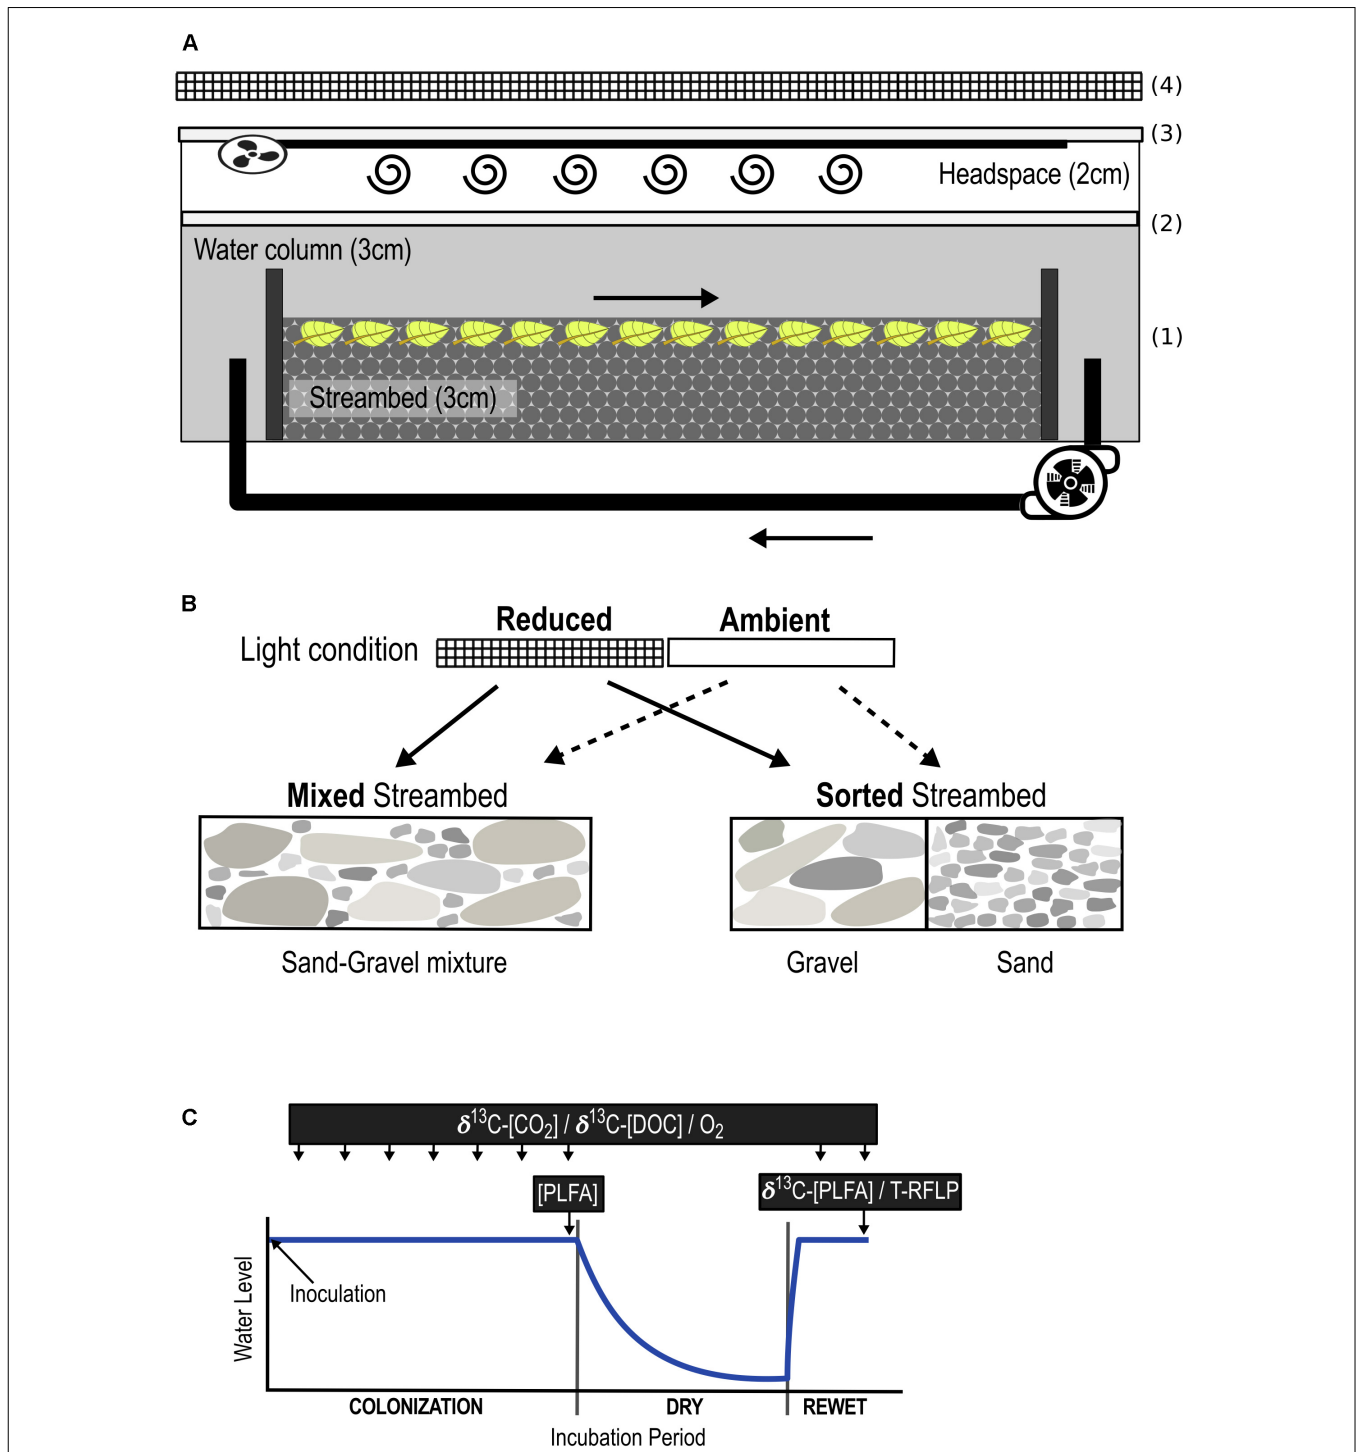 A
(4)
(3)
Headspace (2cm)
(2)
Water column (3cm)
(1)
Streambed (3cm)
B
Reduced Ambient
Light condition
Mixed Streambed Sorted Streambed
Sand-Gravel mixture Gravel Sand
C
δ¹³C-[CO₂] / δ¹³C-[DOC] / O₂
[PLFA] δ¹³C-[PLFA] / T-RFLP
Water Level
Inoculation
COLONIZATION DRY REWET
Incubation Period